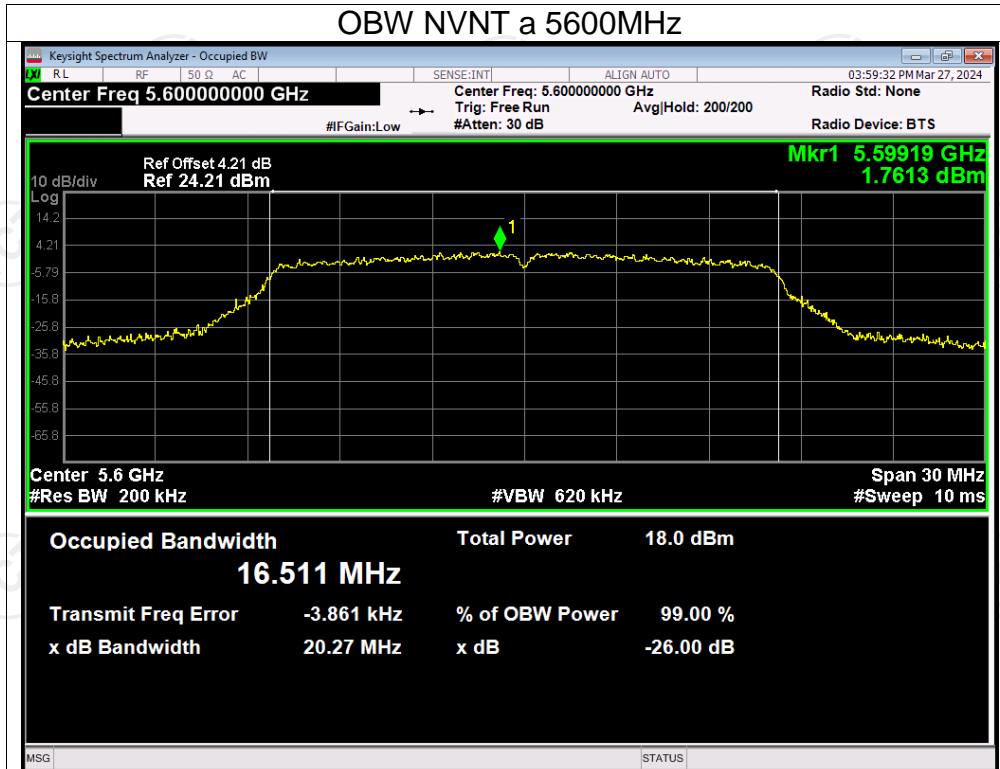 OBW NVNT a 5600MHz
Keysight Spectrum Analyzer - Occupied BW
LXI RL RF 50 Ω AC SENSE:INT ALIGN AUTO 03:59:32 PM Mar 27, 2024
Center Freq 5.600000000 GHz Center Freq: 5.600000000 GHz Radio Std: None
Trig: Free Run Avg|Hold: 200/200
#IFGain:Low #Atten: 30 dB Radio Device: BTS
Mkr1 5.59919 GHz
1.7613 dBm
Ref Offset 4.21 dB
10 dB/div Ref 24.21 dBm
Log
14.2
4.21
-5.79
-15.8
-25.8
-35.8
-45.8
-55.8
-65.8
1
Center 5.6 GHz Span 30 MHz
#Res BW 200 kHz #VBW 620 kHz #Sweep 10 ms
Occupied Bandwidth Total Power 18.0 dBm
16.511 MHz
Transmit Freq Error -3.861 kHz % of OBW Power 99.00 %
x dB Bandwidth 20.27 MHz x dB -26.00 dB
MSG STATUS